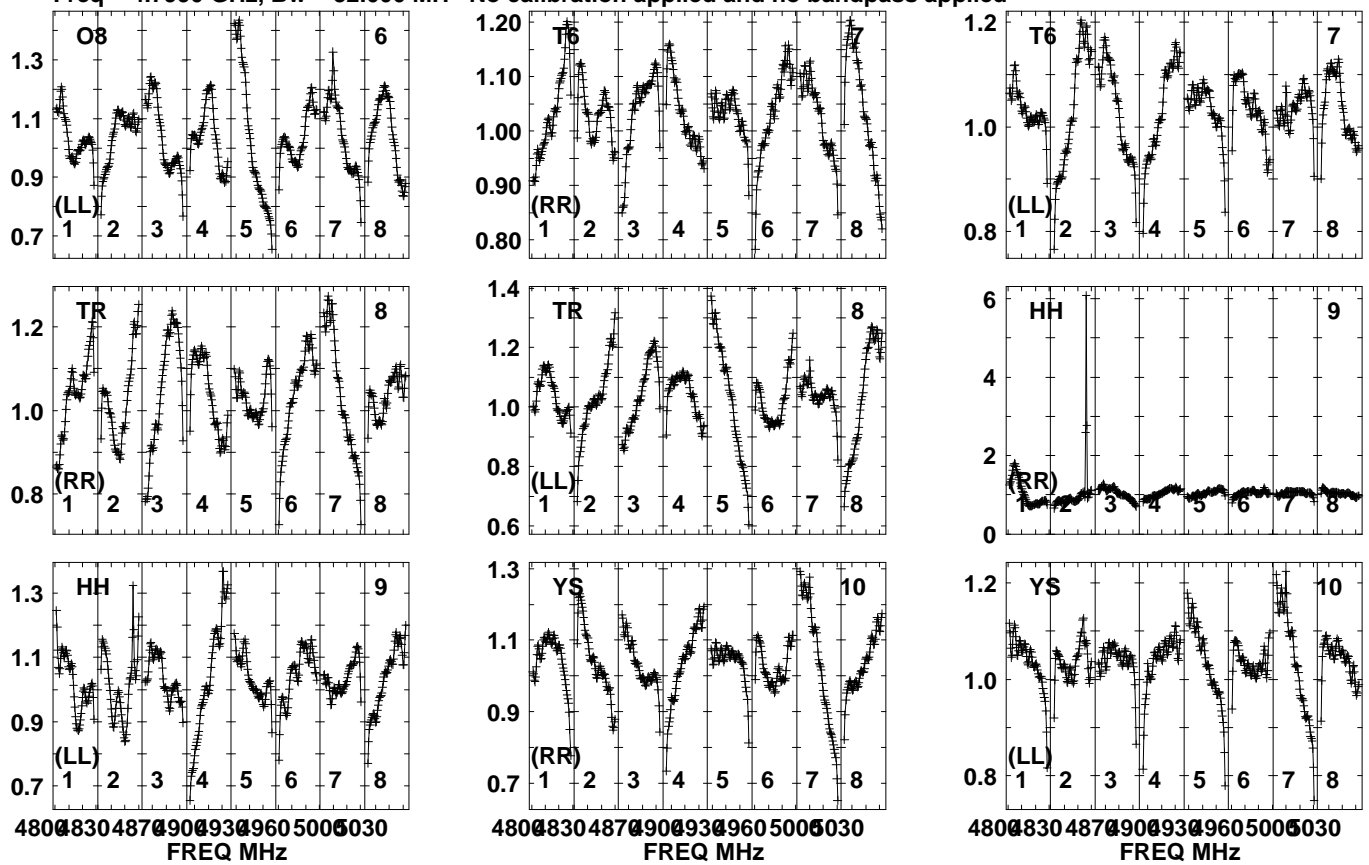 Freq = GHz, Bw = MH No calibration applied and no bandpass applied
O8 6
1.3
1.1
0.9
0.7
(LL)
1 2 3 4 5 6 7 8
T6 7
1.20
1.10
1.00
0.90
0.80
(RR)
1 2 3 4 5 6 7 8
T6 7
1.2
1.0
0.8
(LL)
1 2 3 4 5 6 7 8
TR 8
1.2
1.0
0.8
(RR)
1 2 3 4 5 6 7 8
TR 8
1.4
1.2
1.0
0.8
0.6
(LL)
1 2 3 4 5 6 7 8
HH 9
6
4
2
0
(RR)
1 2 3 4 5 6 7 8
HH 9
1.3
1.1
0.9
0.7
(LL)
1 2 3 4 5 6 7 8
4800 4830 4870 4900 4930 4960 5000 5030
FREQ MHz
YS 10
1.3
1.1
0.9
0.7
(RR)
1 2 3 4 5 6 7 8
4800 4830 4870 4900 4930 4960 5000 5030
FREQ MHz
YS 10
1.2
1.0
0.8
(LL)
1 2 3 4 5 6 7 8
4800 4830 4870 4900 4930 4960 5000 5030
FREQ MHz